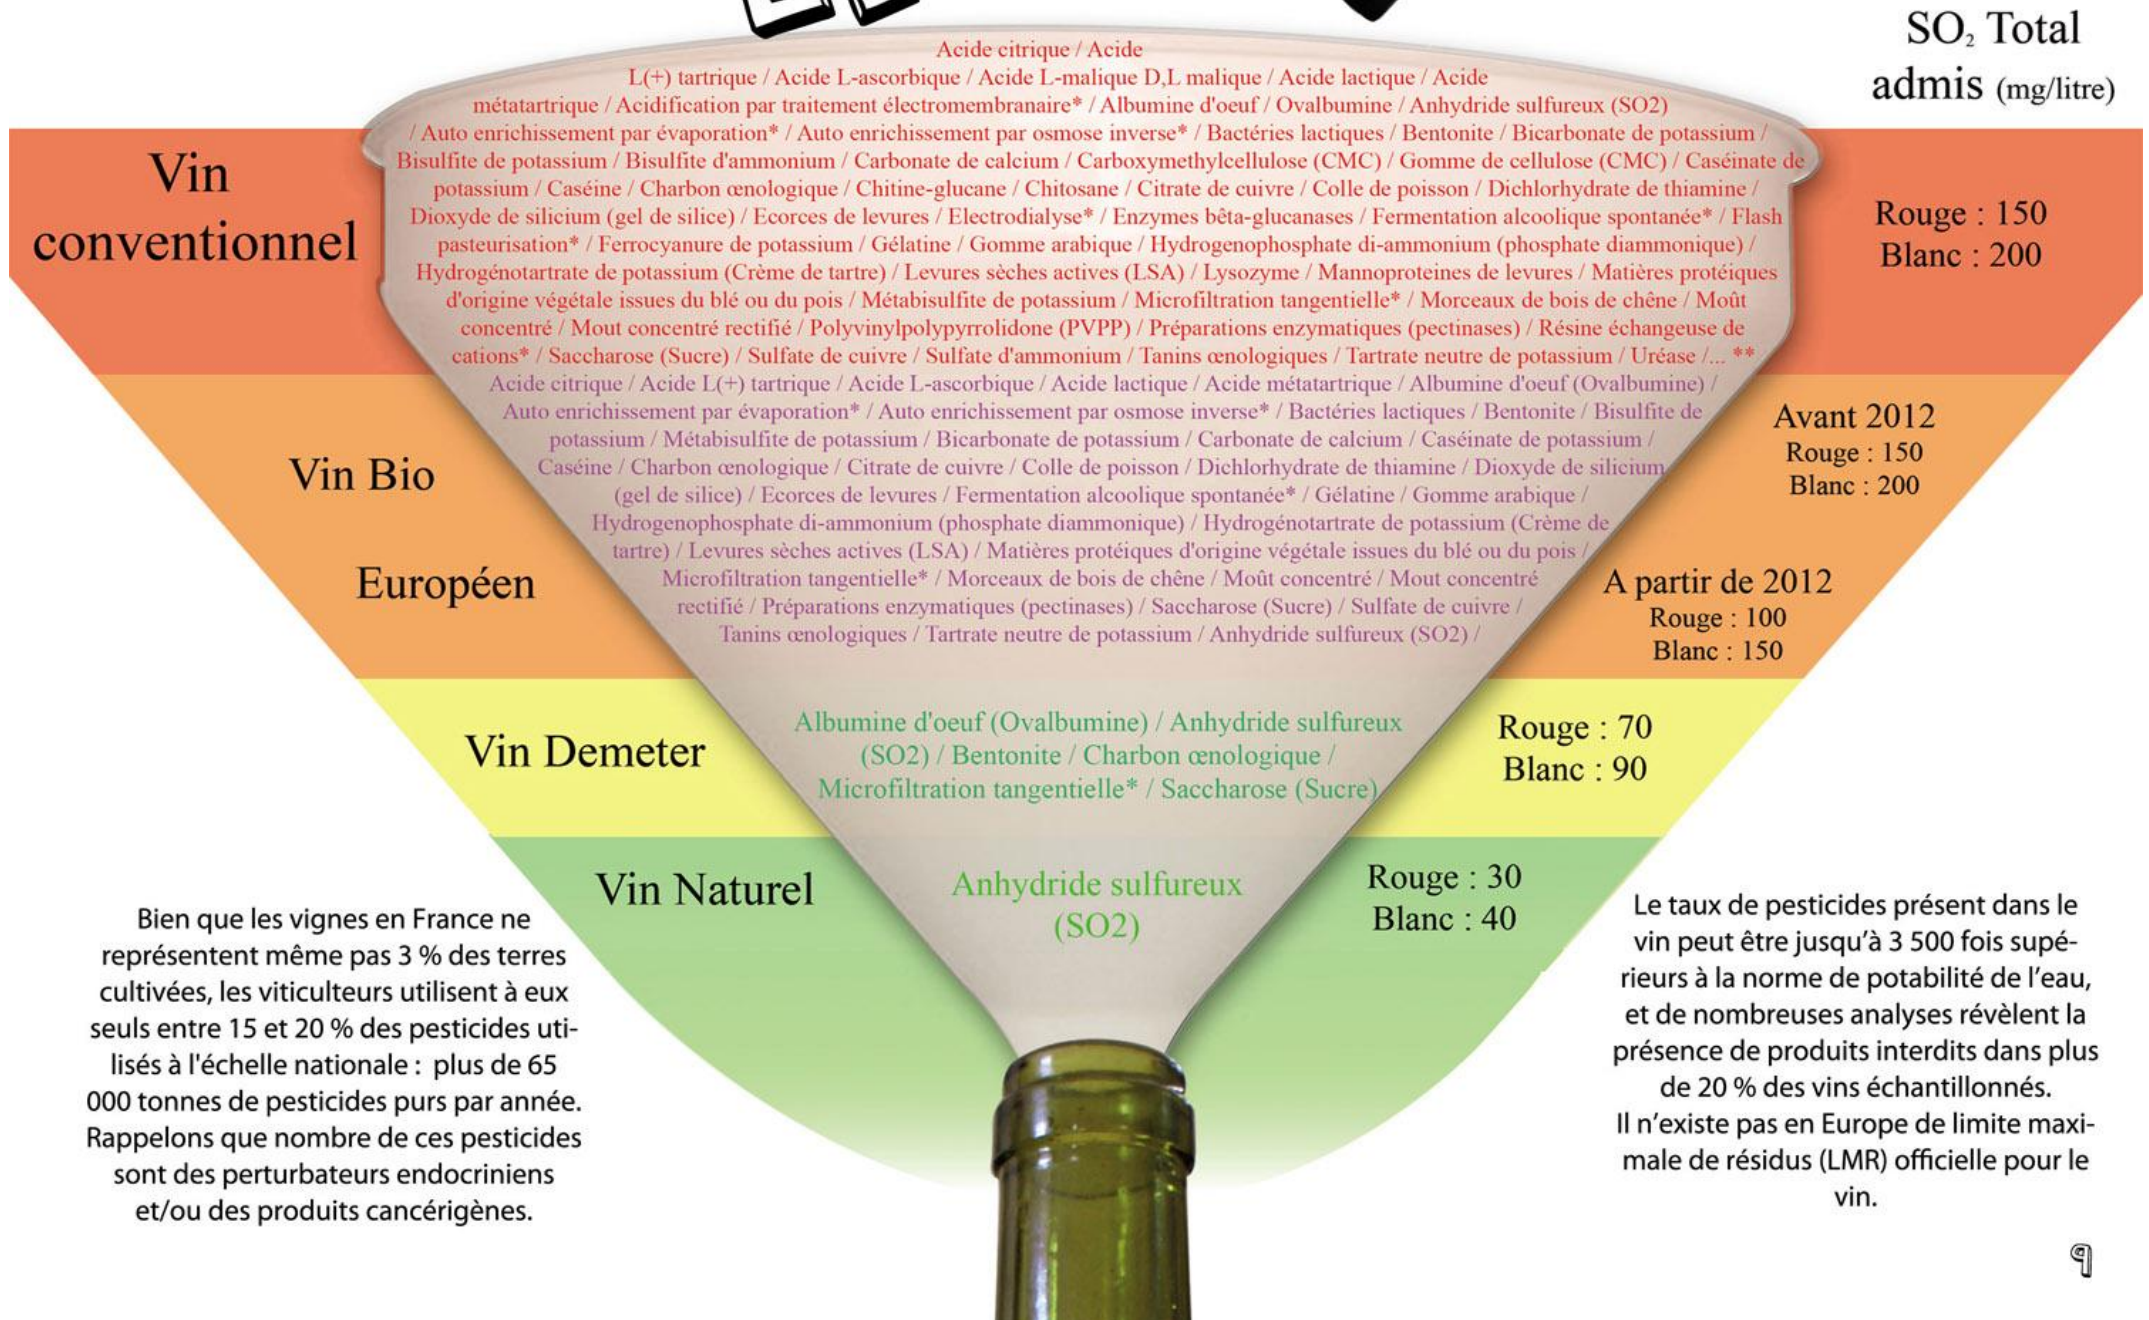 SO₂ Total
admis (mg/litre)
Vin
conventionnel
Acide citrique / Acide
L(+) tartrique / Acide L-ascorbique / Acide L-malique D,L malique / Acide lactique / Acide
métatartrique / Acidification par traitement électromembranaire* / Albumine d'oeuf / Ovalbumine / Anhydride sulfureux (SO2)
/ Auto enrichissement par évaporation* / Auto enrichissement par osmose inverse* / Bactéries lactiques / Bentonite / Bicarbonate de potassium /
Bisulfite de potassium / Bisulfite d'ammonium / Carbonate de calcium / Carboxymethylcellulose (CMC) / Gomme de cellulose (CMC) / Caséinate de
potassium / Caséine / Charbon œnologique / Chitine-glucane / Chitosane / Citrate de cuivre / Colle de poisson / Dichlorhydrate de thiamine /
Dioxyde de silicium (gel de silice) / Ecorces de levures / Electrodialyse* / Enzymes bêta-glucanases / Fermentation alcoolique spontanée* / Flash
pasteurisation* / Ferrocyanure de potassium / Gélatine / Gomme arabique / Hydrogenophosphate di-ammonium (phosphate diammonique) /
Hydrogénotartrate de potassium (Crème de tartre) / Levures sèches actives (LSA) / Lysozyme / Mannoproteines de levures / Matières protéiques
d'origine végétale issues du blé ou du pois / Métabisulfite de potassium / Microfiltration tangentielle* / Morceaux de bois de chêne / Moût
concentré / Mout concentré rectifié / Polyvinylpolypyrrolidone (PVPP) / Préparations enzymatiques (pectinases) / Résine échangeuse de
cations* / Saccharose (Sucre) / Sulfate de cuivre / Sulfate d'ammonium / Tanins œnologiques / Tartrate neutre de potassium / Uréase /... **
Rouge : 150
Blanc : 200
Vin Bio
Européen
Acide citrique / Acide L(+) tartrique / Acide L-ascorbique / Acide lactique / Acide métatartrique / Albumine d'oeuf (Ovalbumine) /
Auto enrichissement par évaporation* / Auto enrichissement par osmose inverse* / Bactéries lactiques / Bentonite / Bisulfite de
potassium / Métabisulfite de potassium / Bicarbonate de potassium / Carbonate de calcium / Caséinate de potassium /
Caséine / Charbon œnologique / Citrate de cuivre / Colle de poisson / Dichlorhydrate de thiamine / Dioxyde de silicium
(gel de silice) / Ecorces de levures / Fermentation alcoolique spontanée* / Gélatine / Gomme arabique /
Hydrogenophosphate di-ammonium (phosphate diammonique) / Hydrogénotartrate de potassium (Crème de
tartre) / Levures sèches actives (LSA) / Matières protéiques d'origine végétale issues du blé ou du pois /
Microfiltration tangentielle* / Morceaux de bois de chêne / Moût concentré / Mout concentré
rectifié / Préparations enzymatiques (pectinases) / Saccharose (Sucre) / Sulfate de cuivre /
Tanins œnologiques / Tartrate neutre de potassium / Anhydride sulfureux (SO2) /
Avant 2012
Rouge : 150
Blanc : 200
A partir de 2012
Rouge : 100
Blanc : 150
Vin Demeter
Albumine d'oeuf (Ovalbumine) / Anhydride sulfureux
(SO2) / Bentonite / Charbon œnologique /
Microfiltration tangentielle* / Saccharose (Sucre)
Rouge : 70
Blanc : 90
Vin Naturel
Anhydride sulfureux
(SO2)
Rouge : 30
Blanc : 40
Bien que les vignes en France ne
représentent même pas 3 % des terres
cultivées, les viticulteurs utilisent à eux
seuls entre 15 et 20 % des pesticides uti-
lisés à l'échelle nationale : plus de 65
000 tonnes de pesticides purs par année.
Rappelons que nombre de ces pesticides
sont des perturbateurs endocriniens
et/ou des produits cancérigènes.
Le taux de pesticides présent dans le
vin peut être jusqu'à 3 500 fois supé-
rieurs à la norme de potabilité de l'eau,
et de nombreuses analyses révèlent la
présence de produits interdits dans plus
de 20 % des vins échantillonnés.
Il n'existe pas en Europe de limite maxi-
male de résidus (LMR) officielle pour le
vin.
9